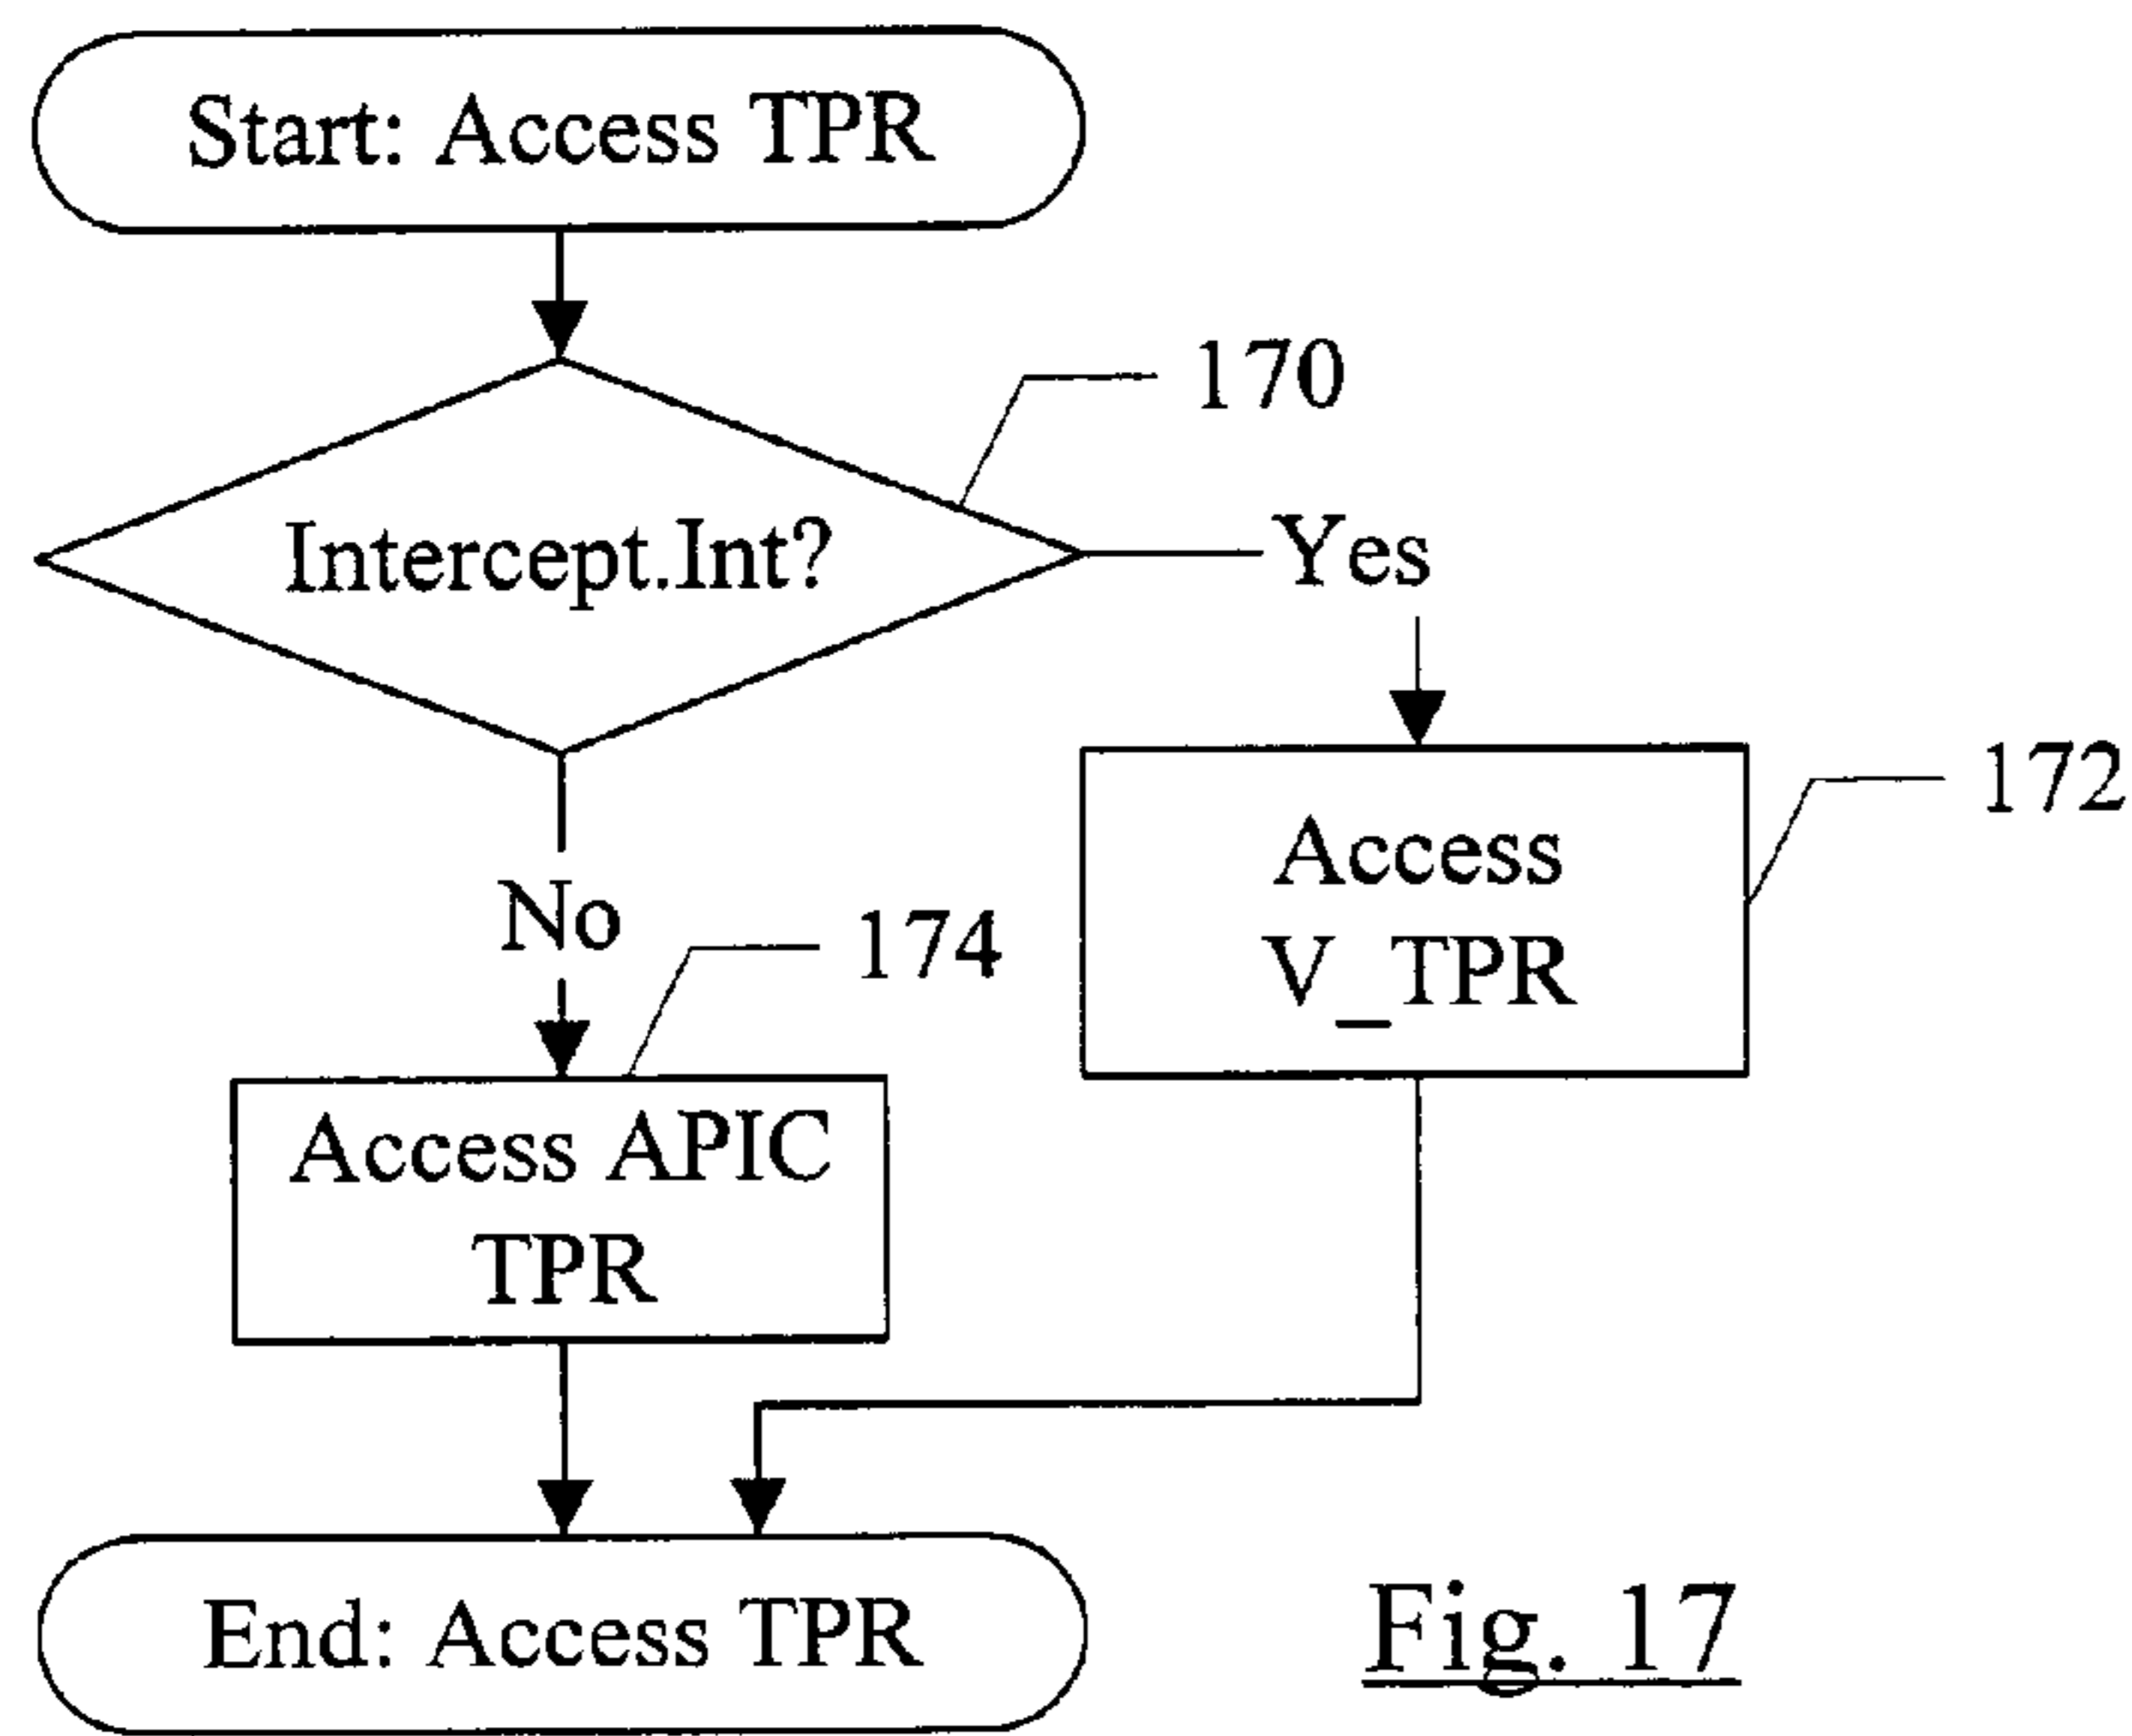 Start: Access TPR
170
Intercept.Int?
Yes
172
Access
V_TPR
No
174
Access APIC
TPR
End: Access TPR
Fig. 17